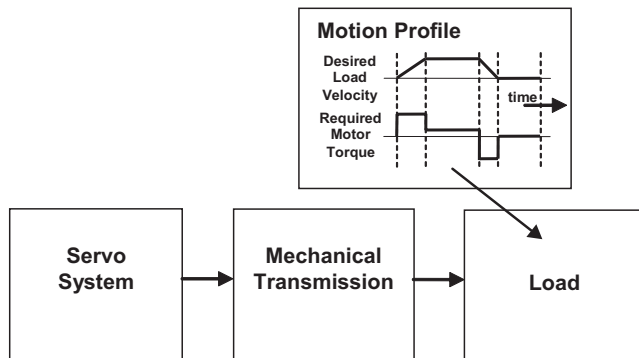 Motion Profile
Desired
Load
Velocity
time
Required
Motor
Torque
Servo
System
Mechanical
Transmission
Load